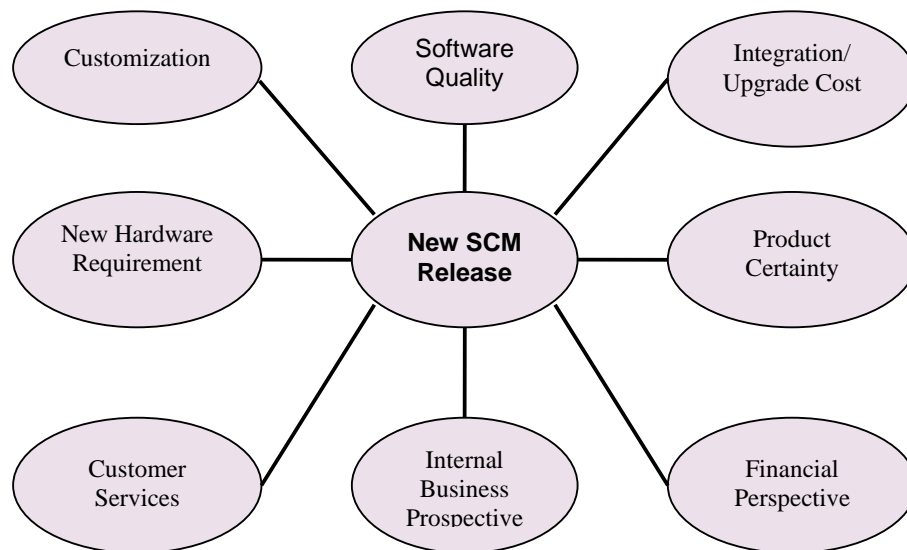 Customization
Software
Quality
Integration/
Upgrade Cost
New Hardware
Requirement
New SCM
Release
Product
Certainty
Customer
Services
Internal
Business
Prospective
Financial
Perspective